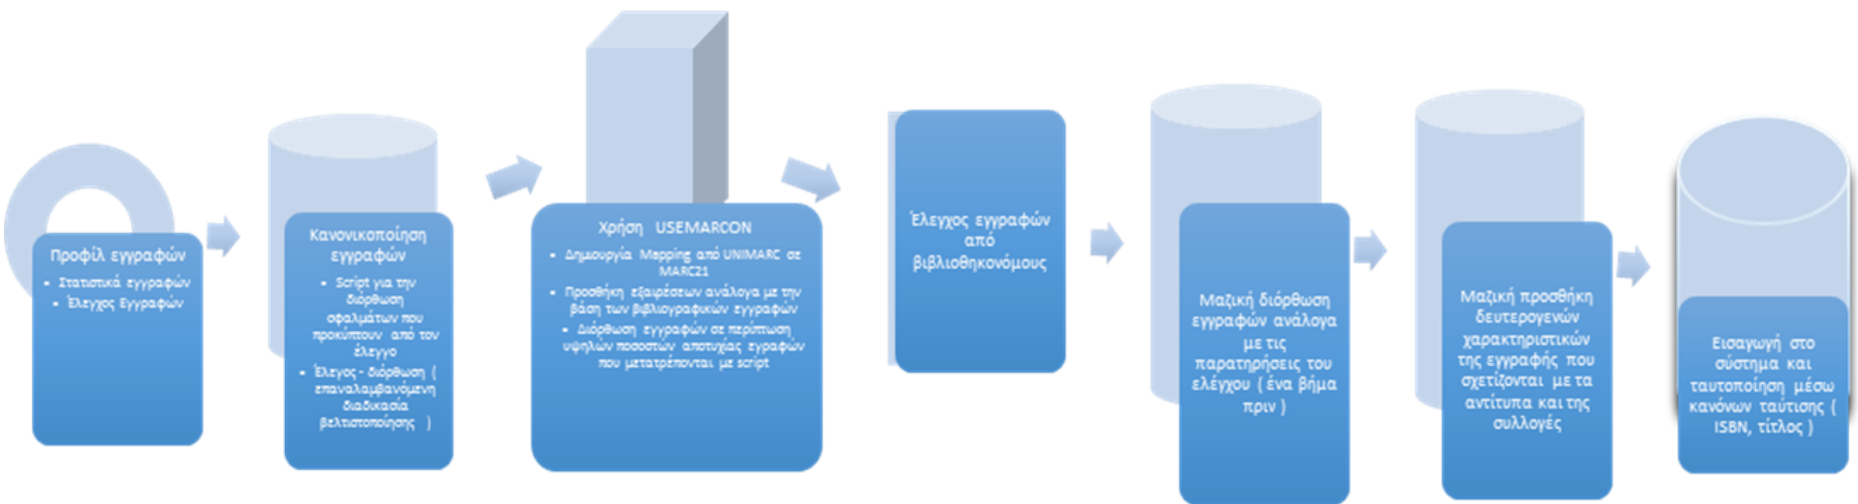 Προφίλ εγγραφών
▪ Στατιστικά εγγραφών
▪ Έλεγχος Εγγραφών
Κανονικοποίηση
εγγραφών
▪ Script για την
διόρθωση
σφαλμάτων που
προκύπτουν από τον
έλεγγο
▪ Έλεγος - διόρθωση (
επαναλαμβανόμενη
διαδικασία
βελτιστοποίησης )
Χρήση USEMARCON
▪ Δημιουργία Mapping από UNIMARC σε
MARC21
▪ Προσθήκη εξαιρέσεων ανάλογα με την
βάση των βιβλιογραφικών εγγραφών
▪ Διόρθωση εγγραφών σε περίπτωση
υψηλών ποσοστών αποτυχίας εγραφών
που μετατρέπονται με script
Έλεγχος εγγραφών
από
βιβλιοθηκονόμους
Μαζική διόρθωση
εγγραφών ανάλογα
με τις
παρατηρήσεις του
ελέγχου ( ένα βήμα
πριν )
Μαζική προσθήκη
δευτερογενών
χαρακτηριστικών
της εγγραφής που
σχετίζονται με τα
αντίτυπα και της
συλλογές
Εισαγωγή στο
σύστημα και
ταυτοποίηση μέσω
κανόνων ταύτισης (
ISBN, τίτλος )